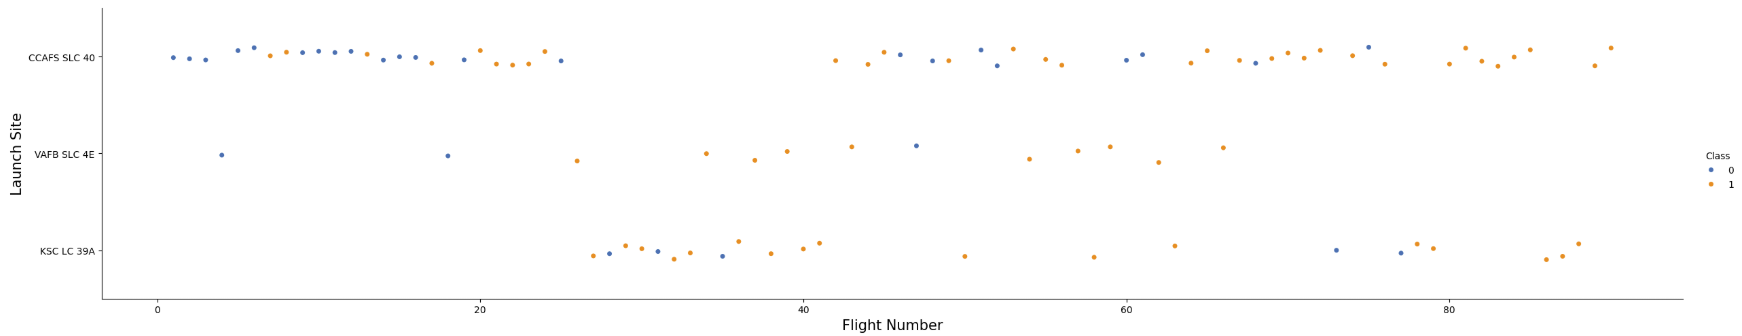 Launch Site
CCAFS SLC 40
VAFB SLC 4E
KSC LC 39A
0
20
40
60
80
Flight Number
Class
0
1